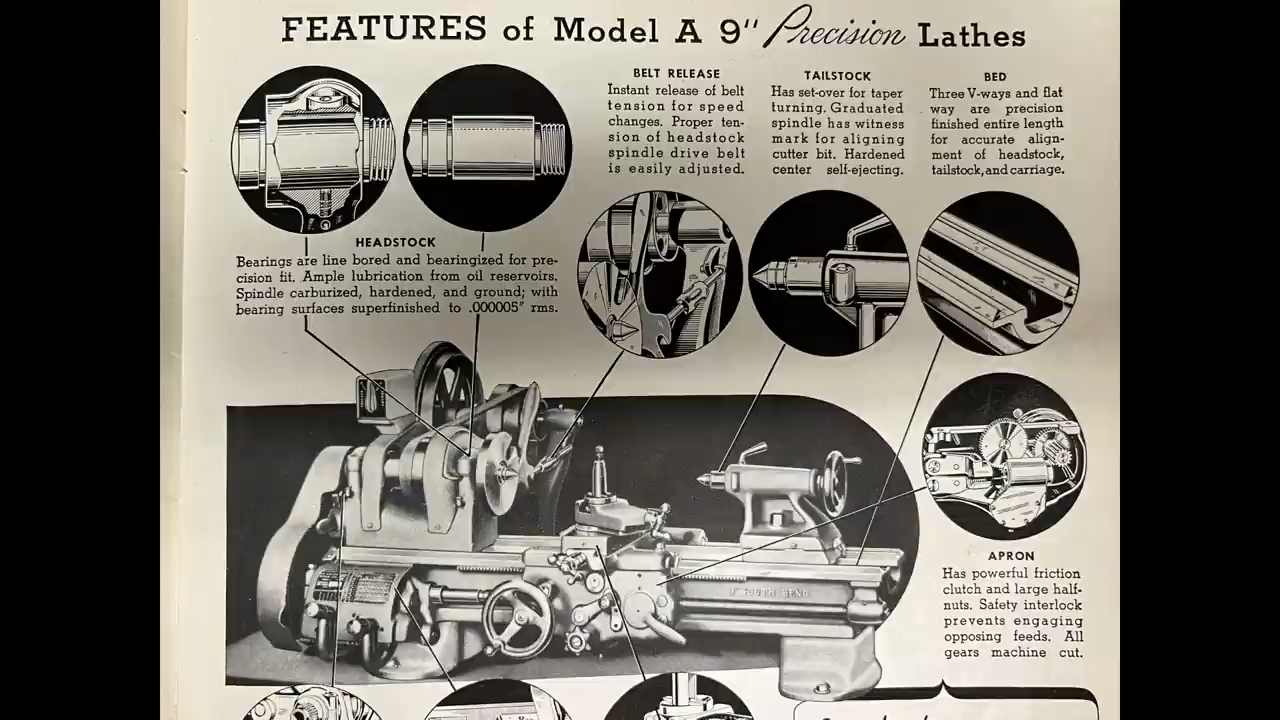 FEATURES of Model A 9" Precision Lathes
BELT RELEASE
Instant release of belt
tension for speed
changes. Proper ten-
sion of headstock
spindle drive belt
is easily adjusted.
TAILSTOCK
Has set-over for taper
turning. Graduated
spindle has witness
mark for aligning
cutter bit. Hardened
center self-ejecting.
BED
Three V-ways and flat
way are precision
finished entire length
for accurate align-
ment of headstock,
tailstock, and carriage.
HEADSTOCK
Bearings are line bored and bearingized for pre-
cision fit. Ample lubrication from oil reservoirs.
Spindle carburized, hardened, and ground; with
bearing surfaces superfinished to .000005" rms.
SOUTH BEND
APRON
Has powerful friction
clutch and large half-
nuts. Safety interlock
prevents engaging
opposing feeds. All
gears machine cut.